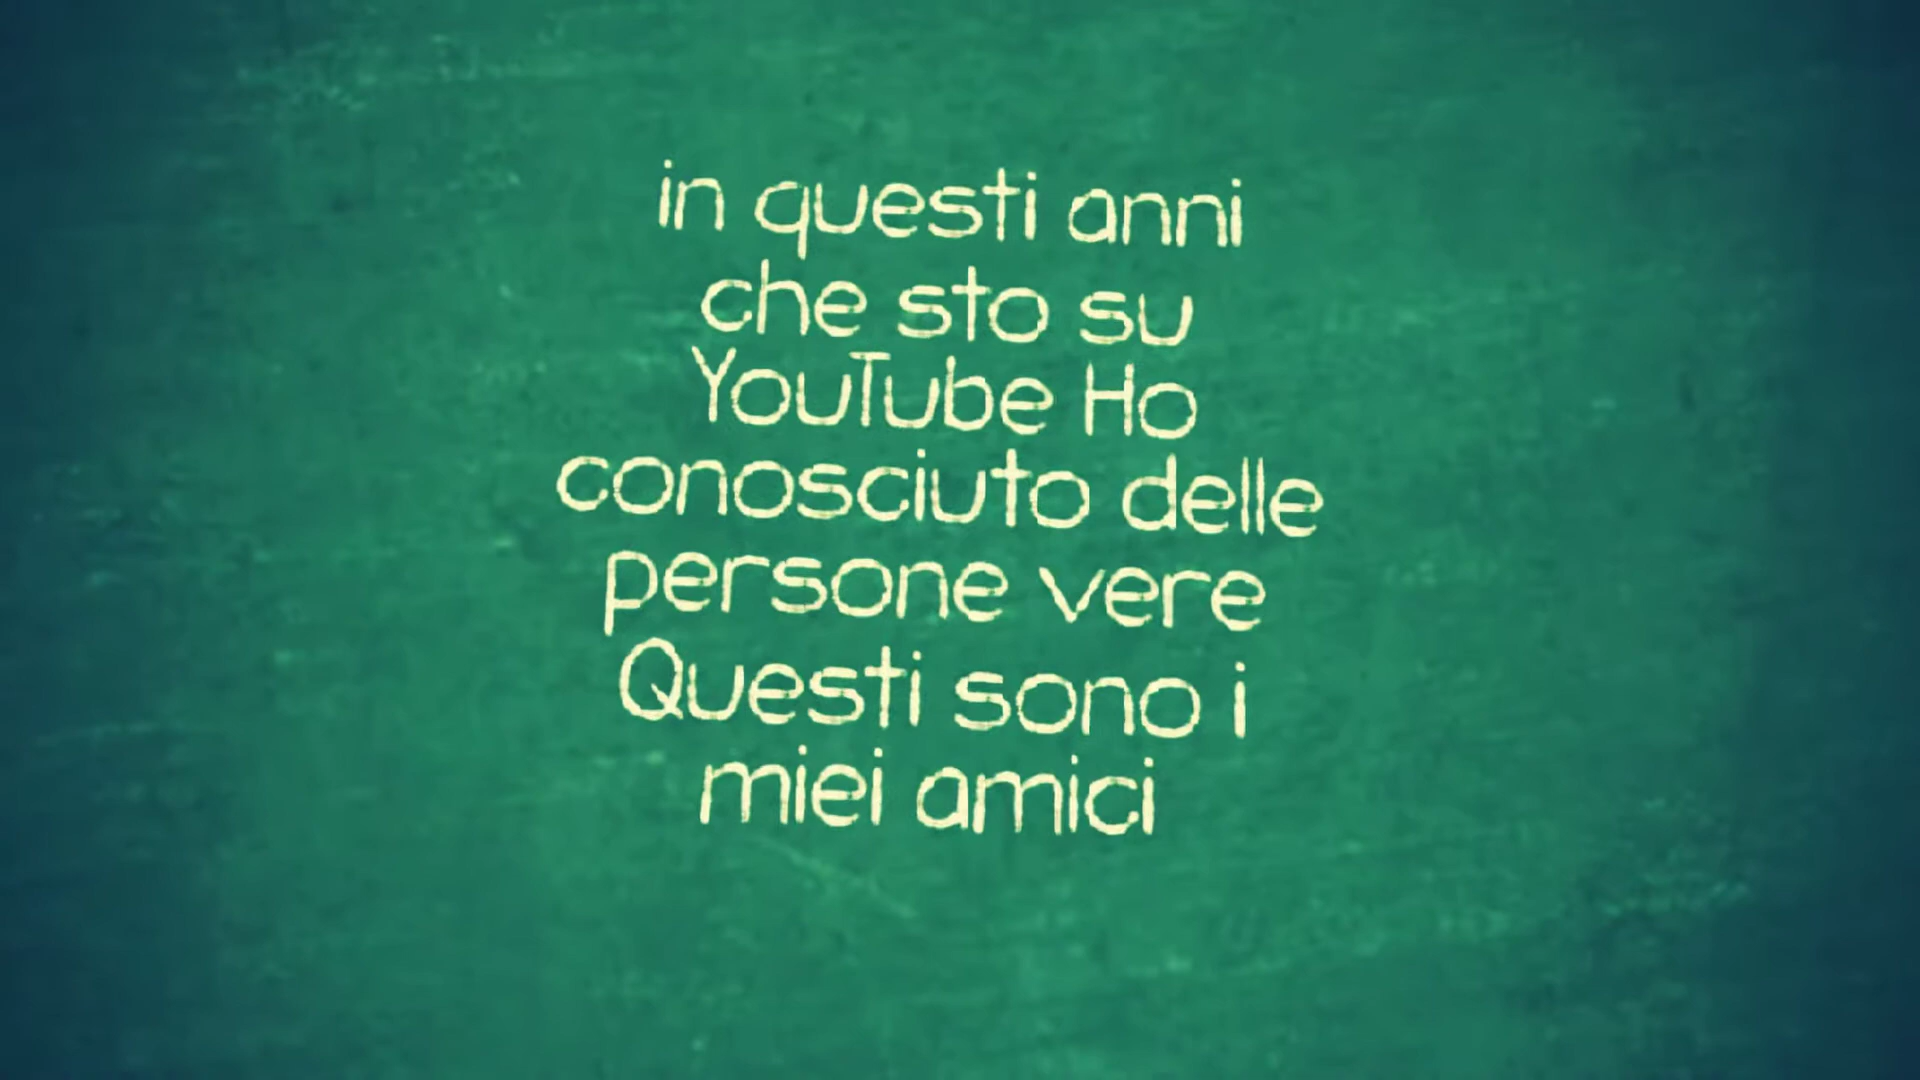 in questi anni
che sto su
YouTube Ho
conosciuto delle
persone vere
Questi sono i
miei amici